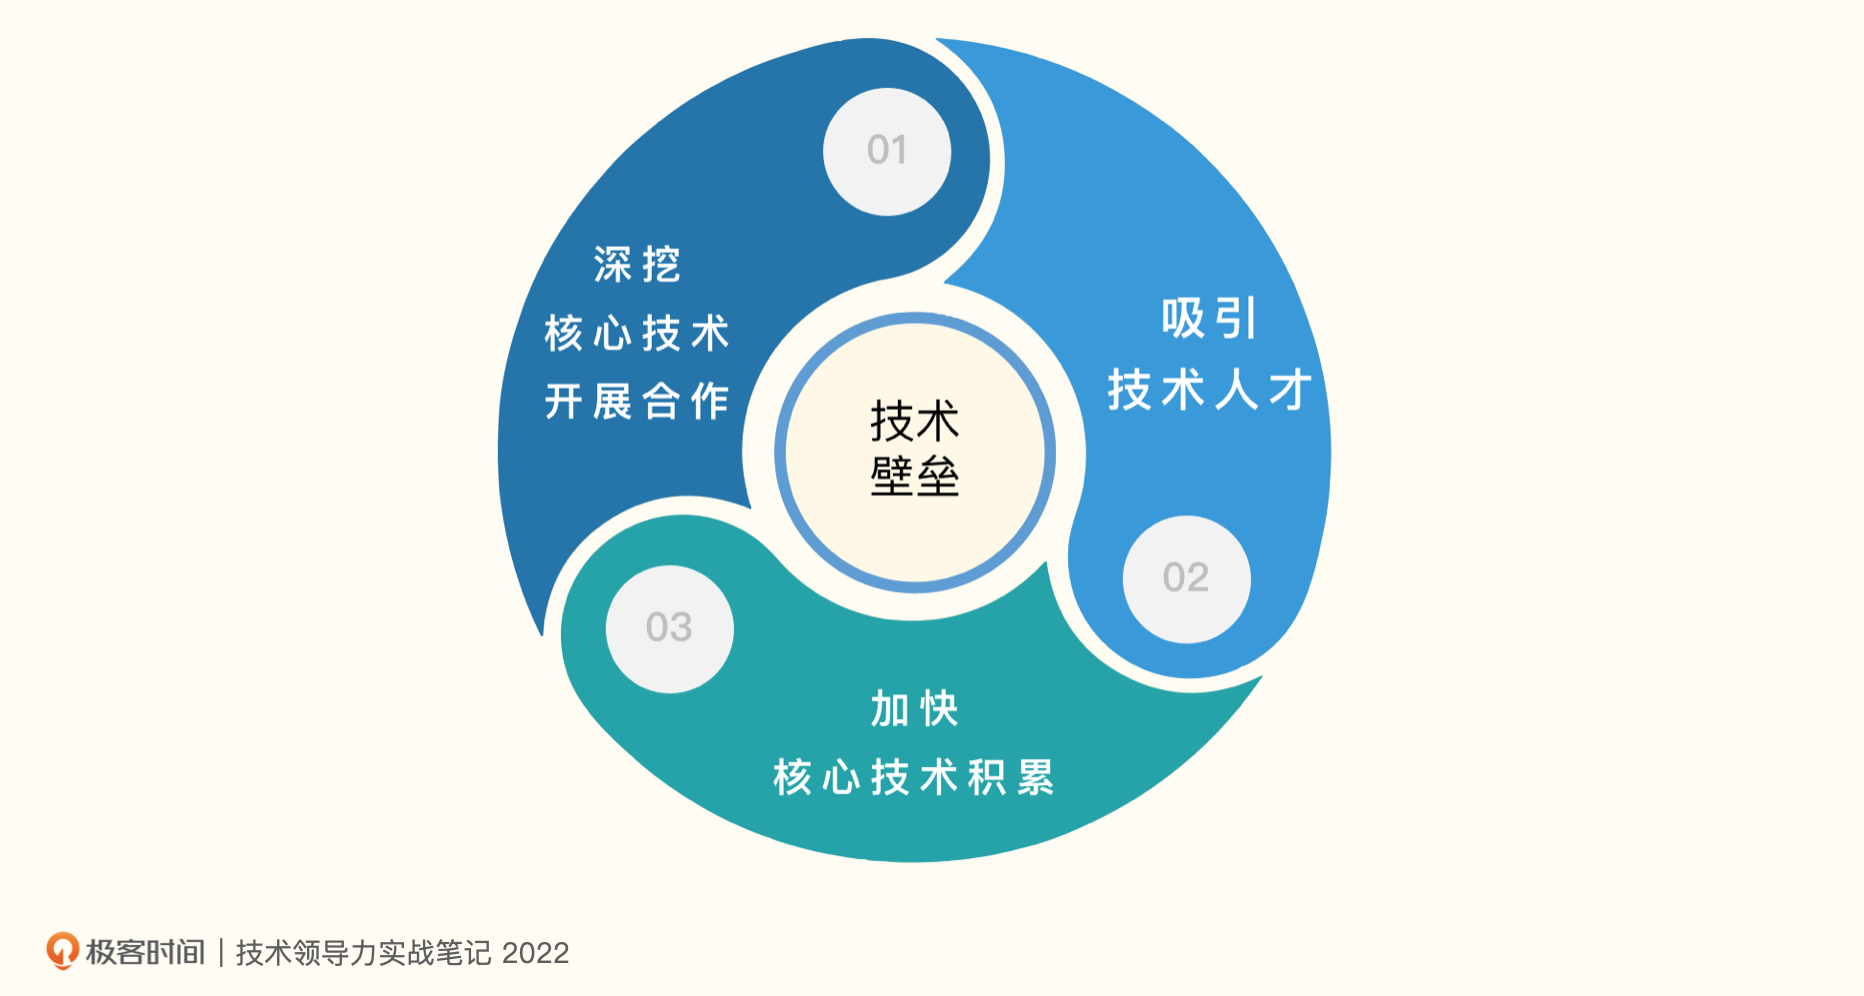 01
深挖
核心技术
开展合作
吸引
技术人才
02
技术
壁垒
03
加快
核心技术积累
极客时间 | 技术领导力实战笔记 2022